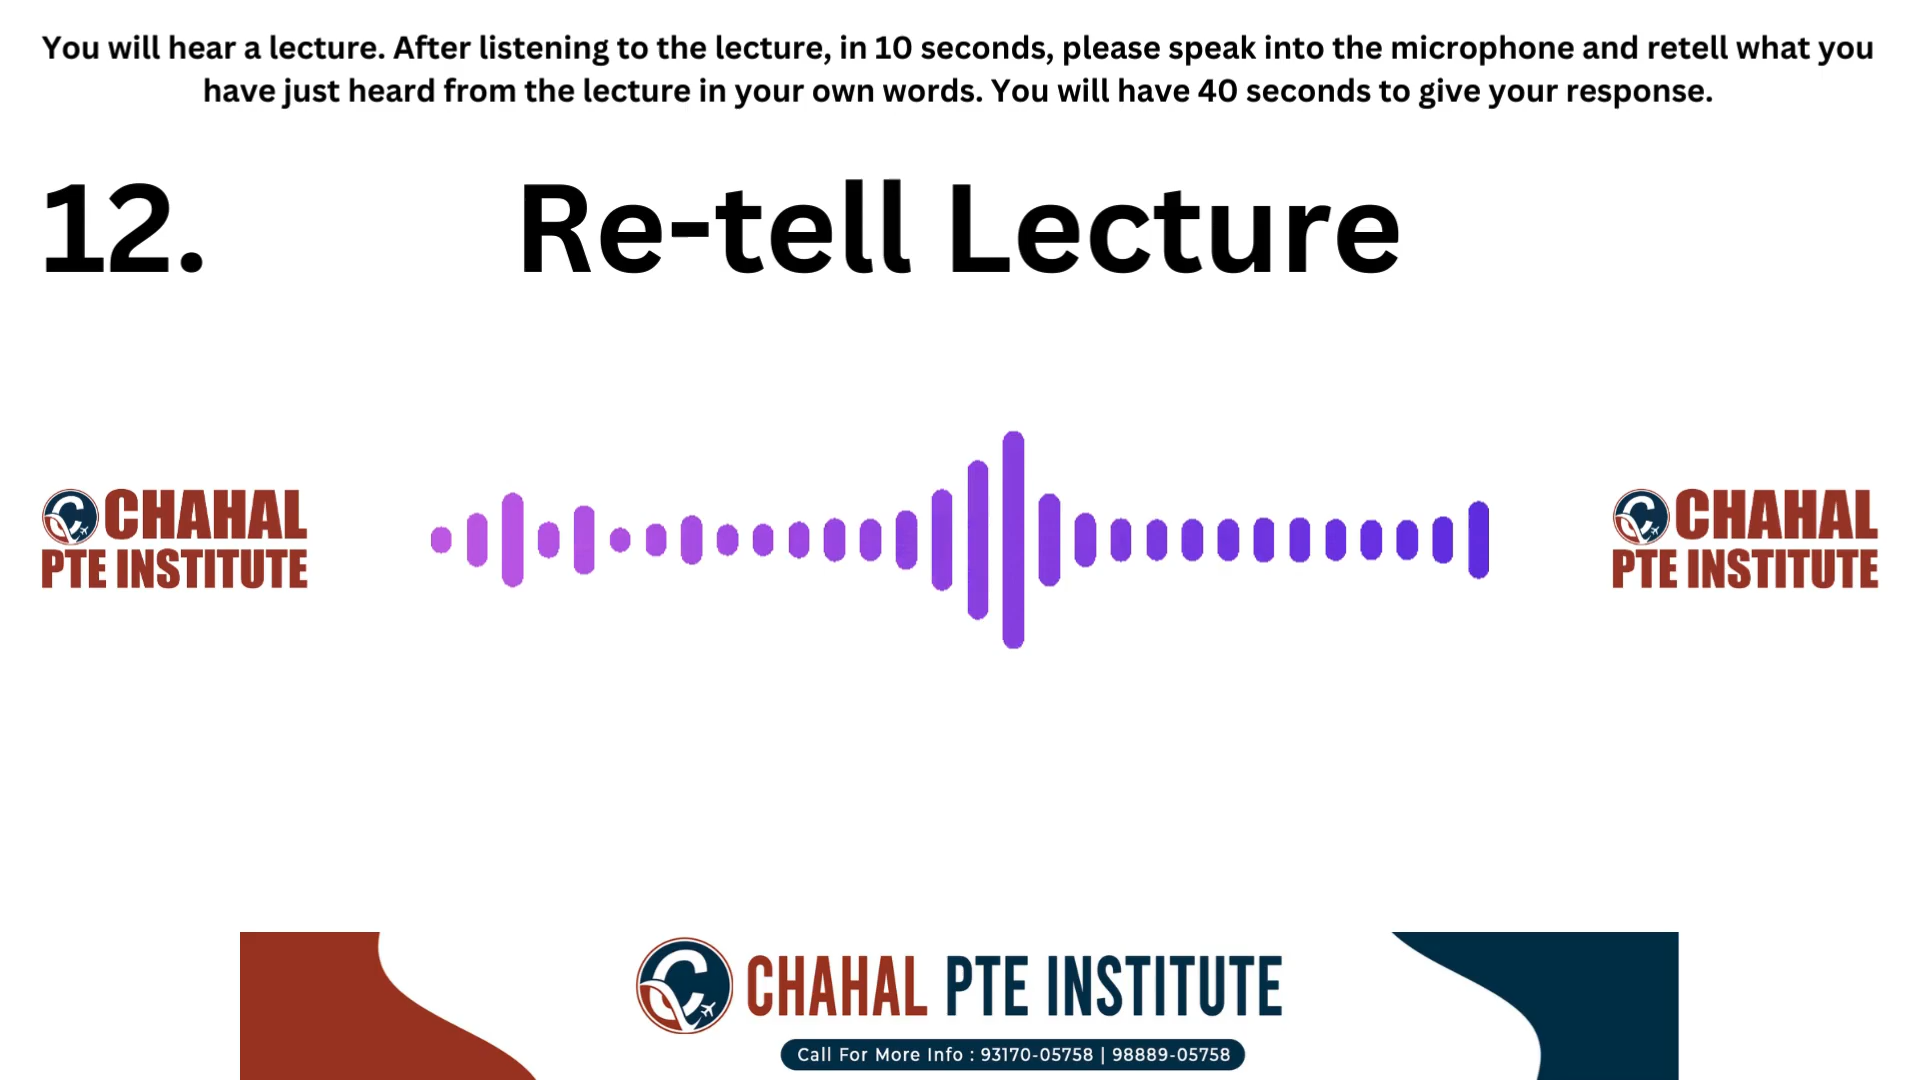 You will hear a lecture. After listening to the lecture, in 10 seconds, please speak into the microphone and retell what you
have just heard from the lecture in your own words. You will have 40 seconds to give your response.
12. Re-tell Lecture
CHAHAL
PTE INSTITUTE
CHAHAL
PTE INSTITUTE
CHAHAL PTE INSTITUTE
Call For More Info : 93170-05758 | 98889-05758